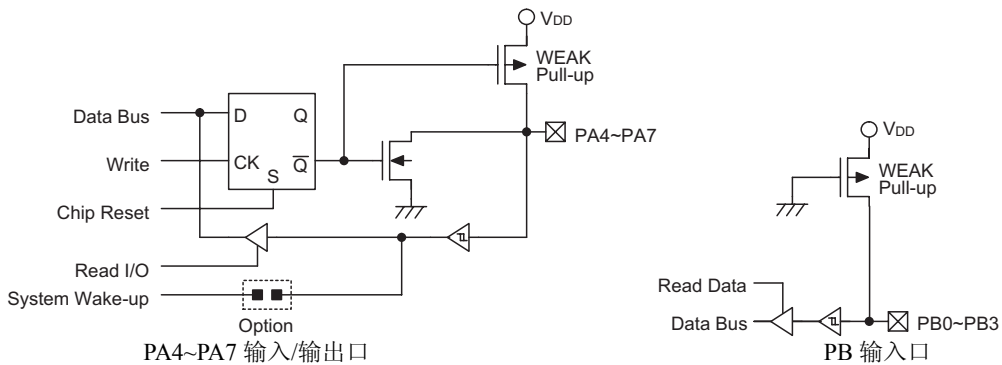 VDD
WEAK
Pull-up
Data Bus
D
Q
PA4~PA7
Write
CK
Q
S
Chip Reset
Read I/O
System Wake-up
Option
PA4~PA7 输入/输出口
VDD
WEAK
Pull-up
Read Data
Data Bus
PB0~PB3
PB 输入口